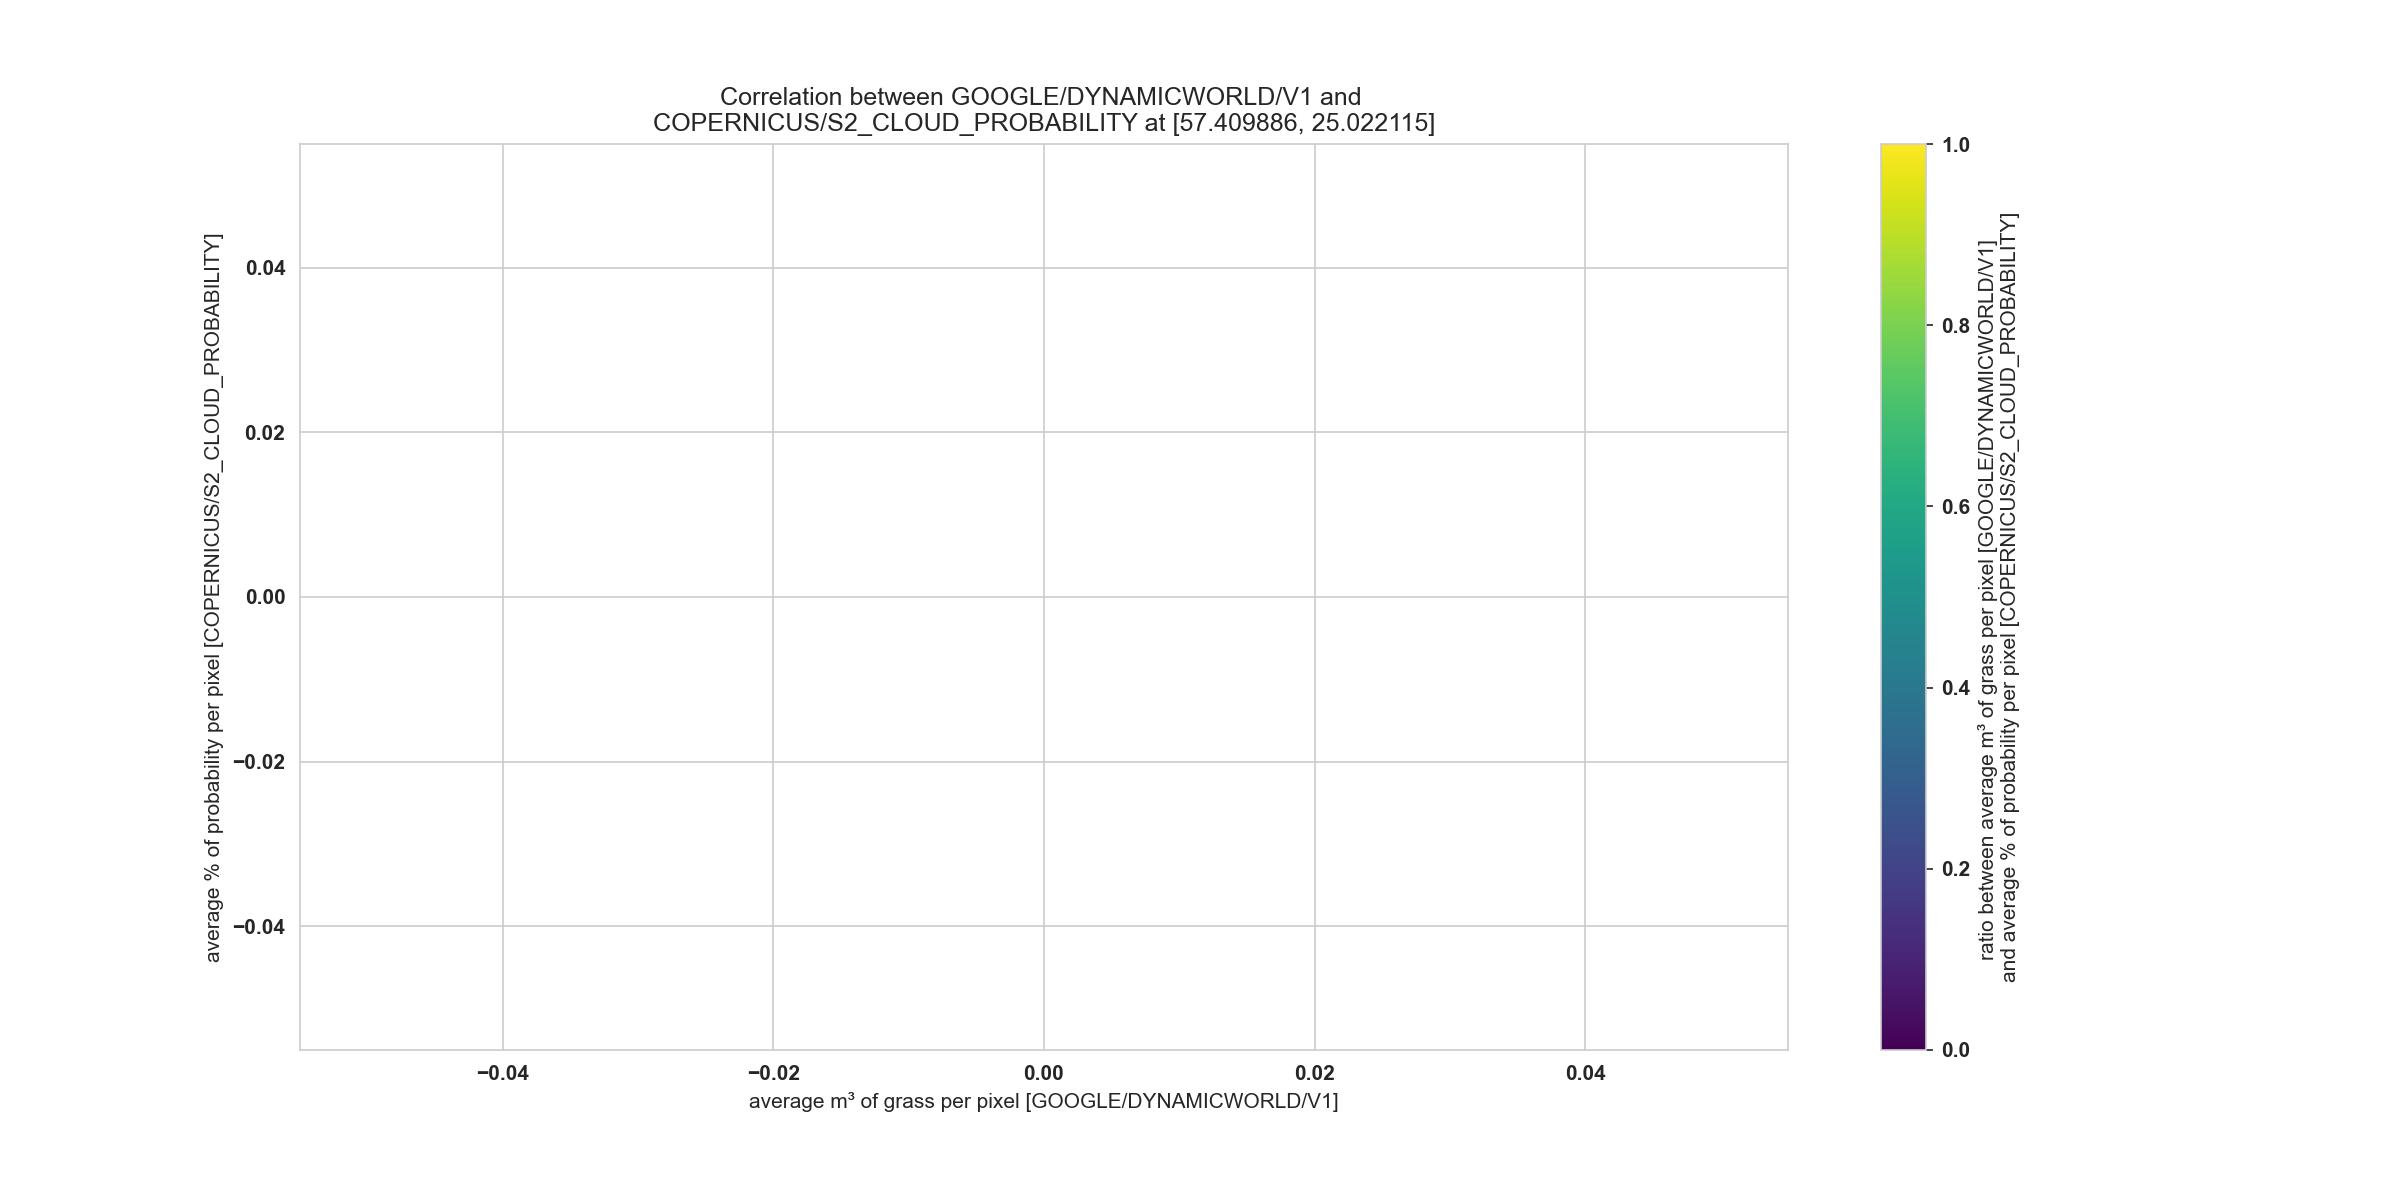 Correlation between GOOGLE/DYNAMICWORLD/V1 and
COPERNICUS/S2_CLOUD_PROBABILITY at [57.409886, 25.022115]
average % of probability per pixel [COPERNICUS/S2_CLOUD_PROBABILITY]
0.04
0.02
0.00
−0.02
−0.04
−0.04
−0.02
0.00
0.02
0.04
average m³ of grass per pixel [GOOGLE/DYNAMICWORLD/V1]
1.0
0.8
0.6
0.4
0.2
0.0
ratio between average m³ of grass per pixel [GOOGLE/DYNAMICWORLD/V1]
and average % of probability per pixel [COPERNICUS/S2_CLOUD_PROBABILITY]